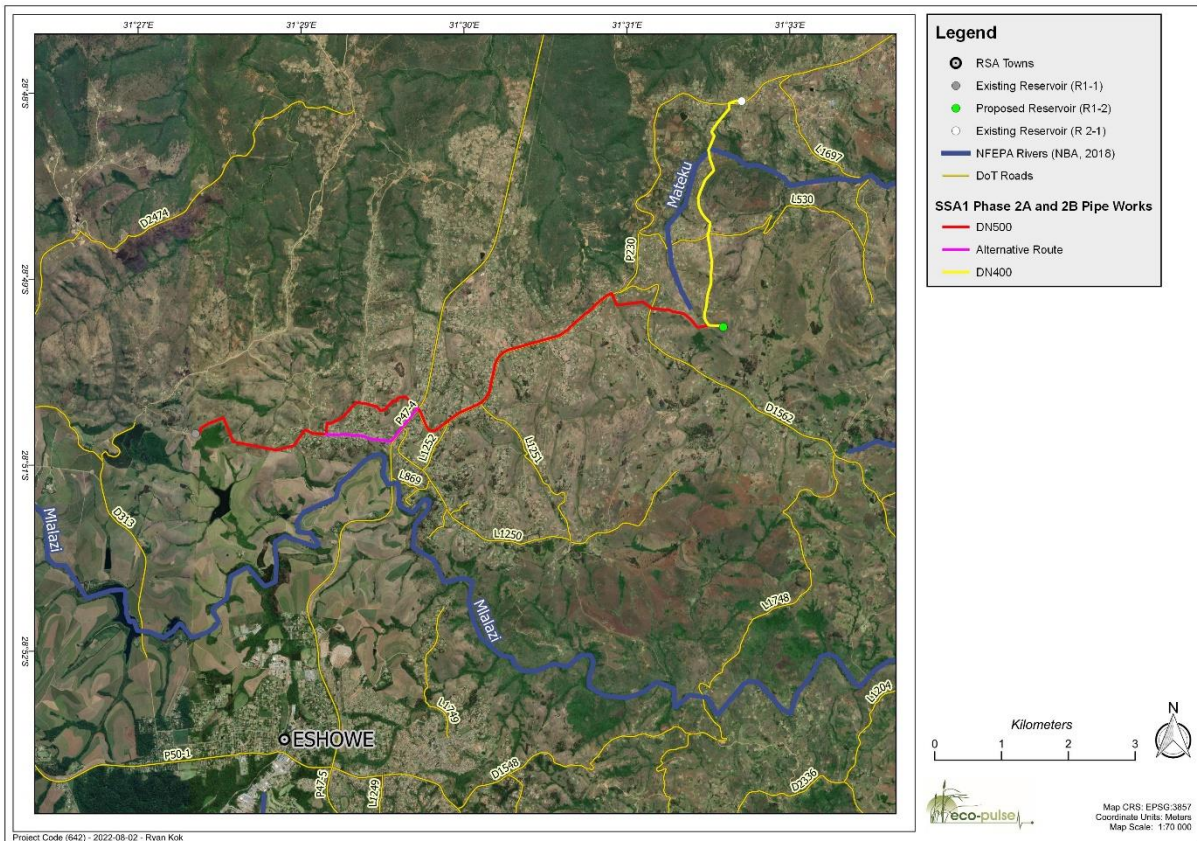 31°27'E
31°29'E
31°30'E
31°31'E
31°33'E
28°48'S
28°49'S
28°51'S
28°52'S
D2474
Mateku
L1697
L530
P230
P47-4
L1252
L869
L1251
L1250
D1562
D313
Mlalazi
Mlalazi
L1748
L1749
L1204
ESHOWE
P50-1
P47-5
L1249
D1548
D2336
Legend
RSA Towns
Existing Reservoir (R1-1)
Proposed Reservoir (R1-2)
Existing Reservoir (R 2-1)
NFEPA Rivers (NBA, 2018)
DoT Roads
SSA1 Phase 2A and 2B Pipe Works
DN500
Alternative Route
DN400
Kilometers
0 1 2 3
N
eco-pulse
Map CRS: EPSG:3857
Coordinate Units: Meters
Map Scale: 1:70 000
Project Code (642) - 2022-08-02 - Ryan Kok